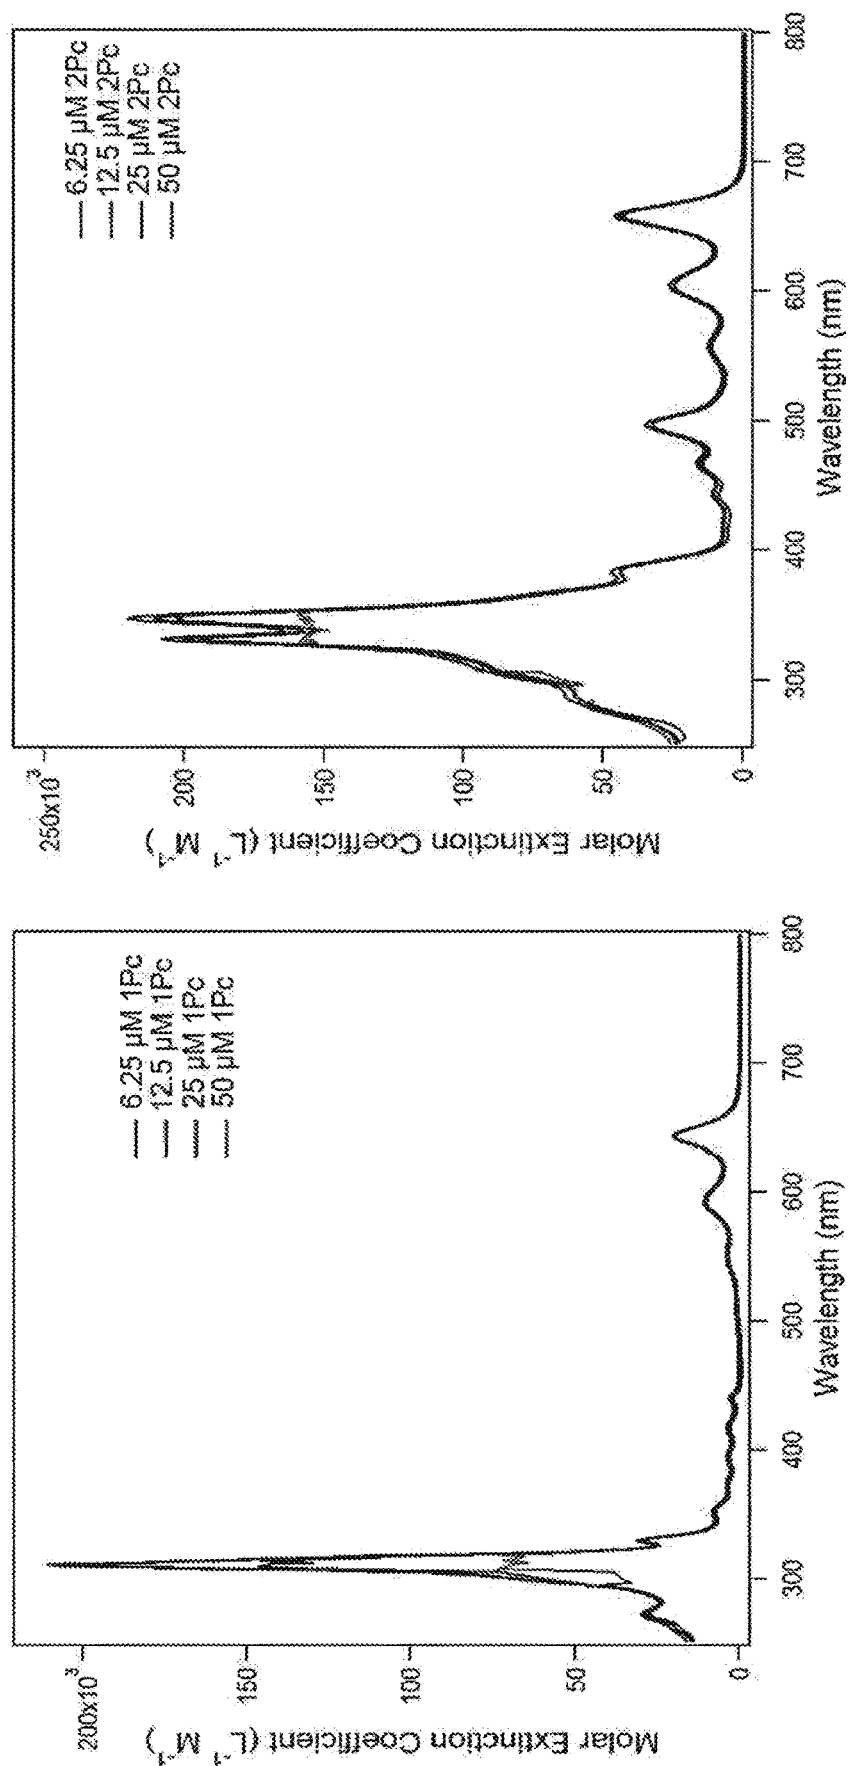 Molar Extinction Coefficient (L⁻¹ M⁻¹)
200x10³
150
100
50
0
6.25 µM 1Pc
12.5 µM 1Pc
25 µM 1Pc
50 µM 1Pc
300
400
500
600
700
800
Wavelength (nm)
Molar Extinction Coefficient (L⁻¹ M⁻¹)
250x10³
200
150
100
50
0
6.25 µM 2Pc
12.5 µM 2Pc
25 µM 2Pc
50 µM 2Pc
300
400
500
600
700
800
Wavelength (nm)